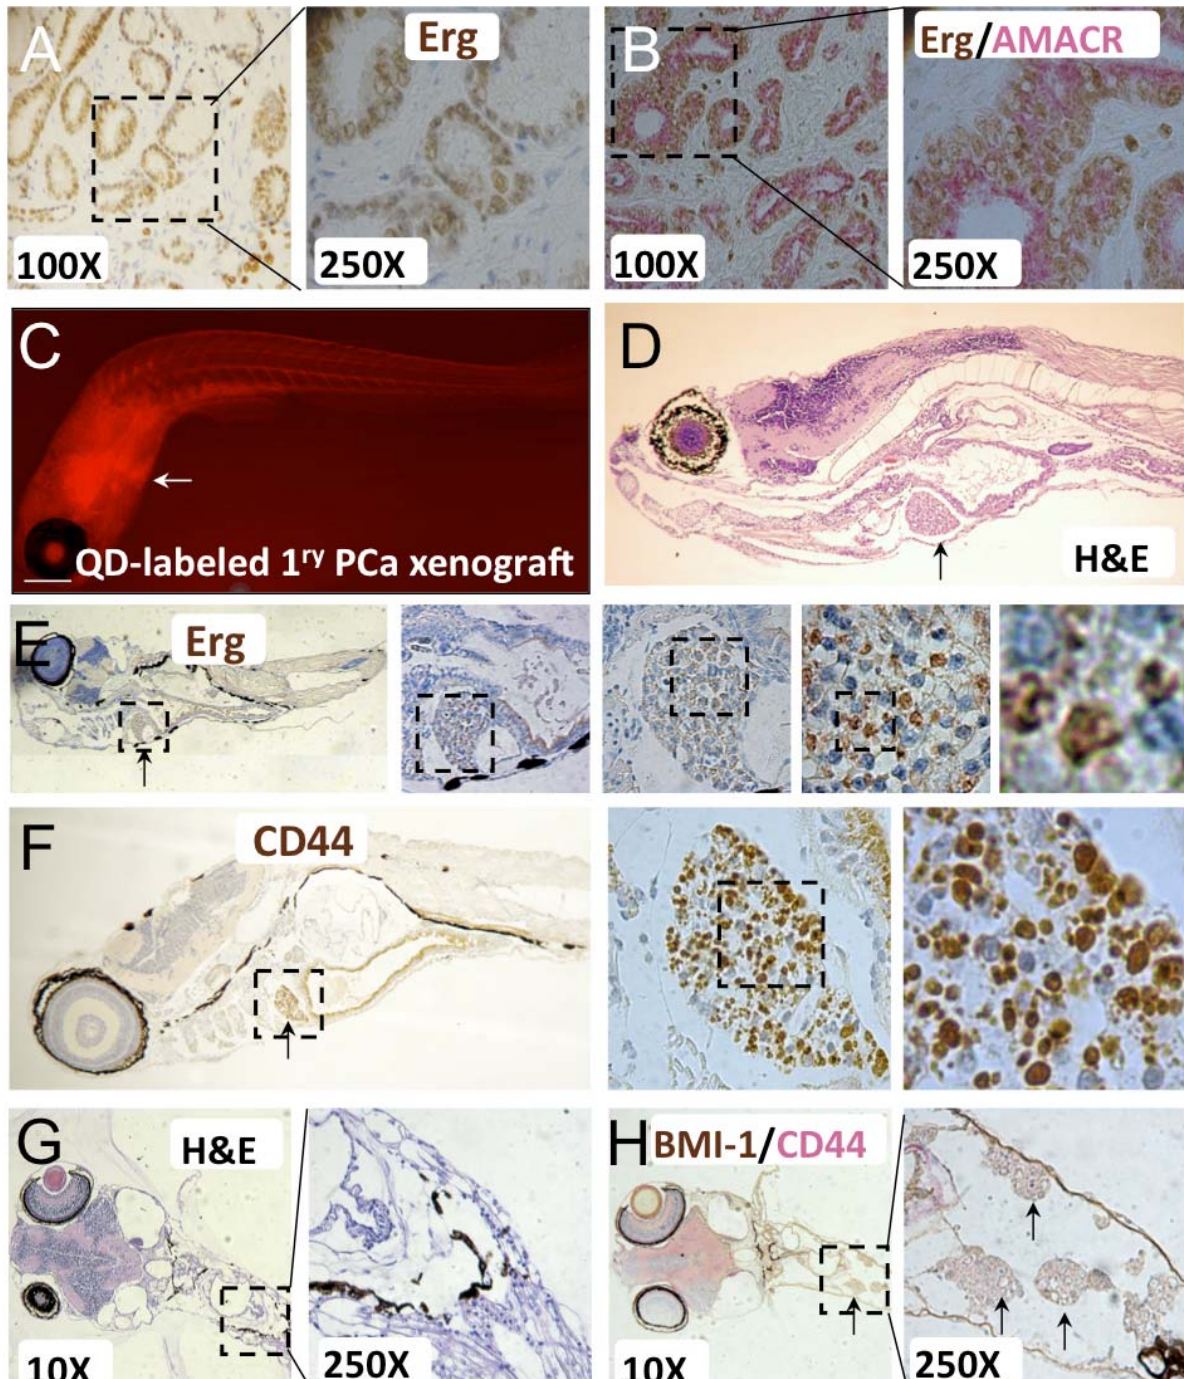 A
Erg
100X
250X
B
Erg/AMACR
100X
250X
C
QD-labeled 1ry PCa xenograft
D
H&E
E
Erg
F
CD44
G
H&E
10X
250X
H
BMI-1/CD44
10X
250X